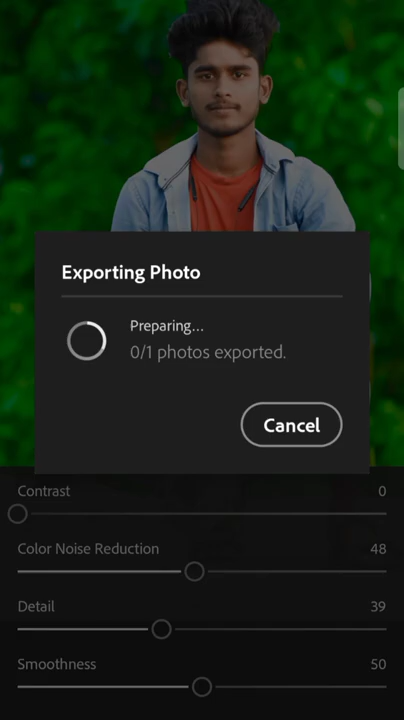 Exporting Photo
Preparing...
0/1 photos exported.
Cancel
Contrast 0
Color Noise Reduction 48
Detail 39
Smoothness 50